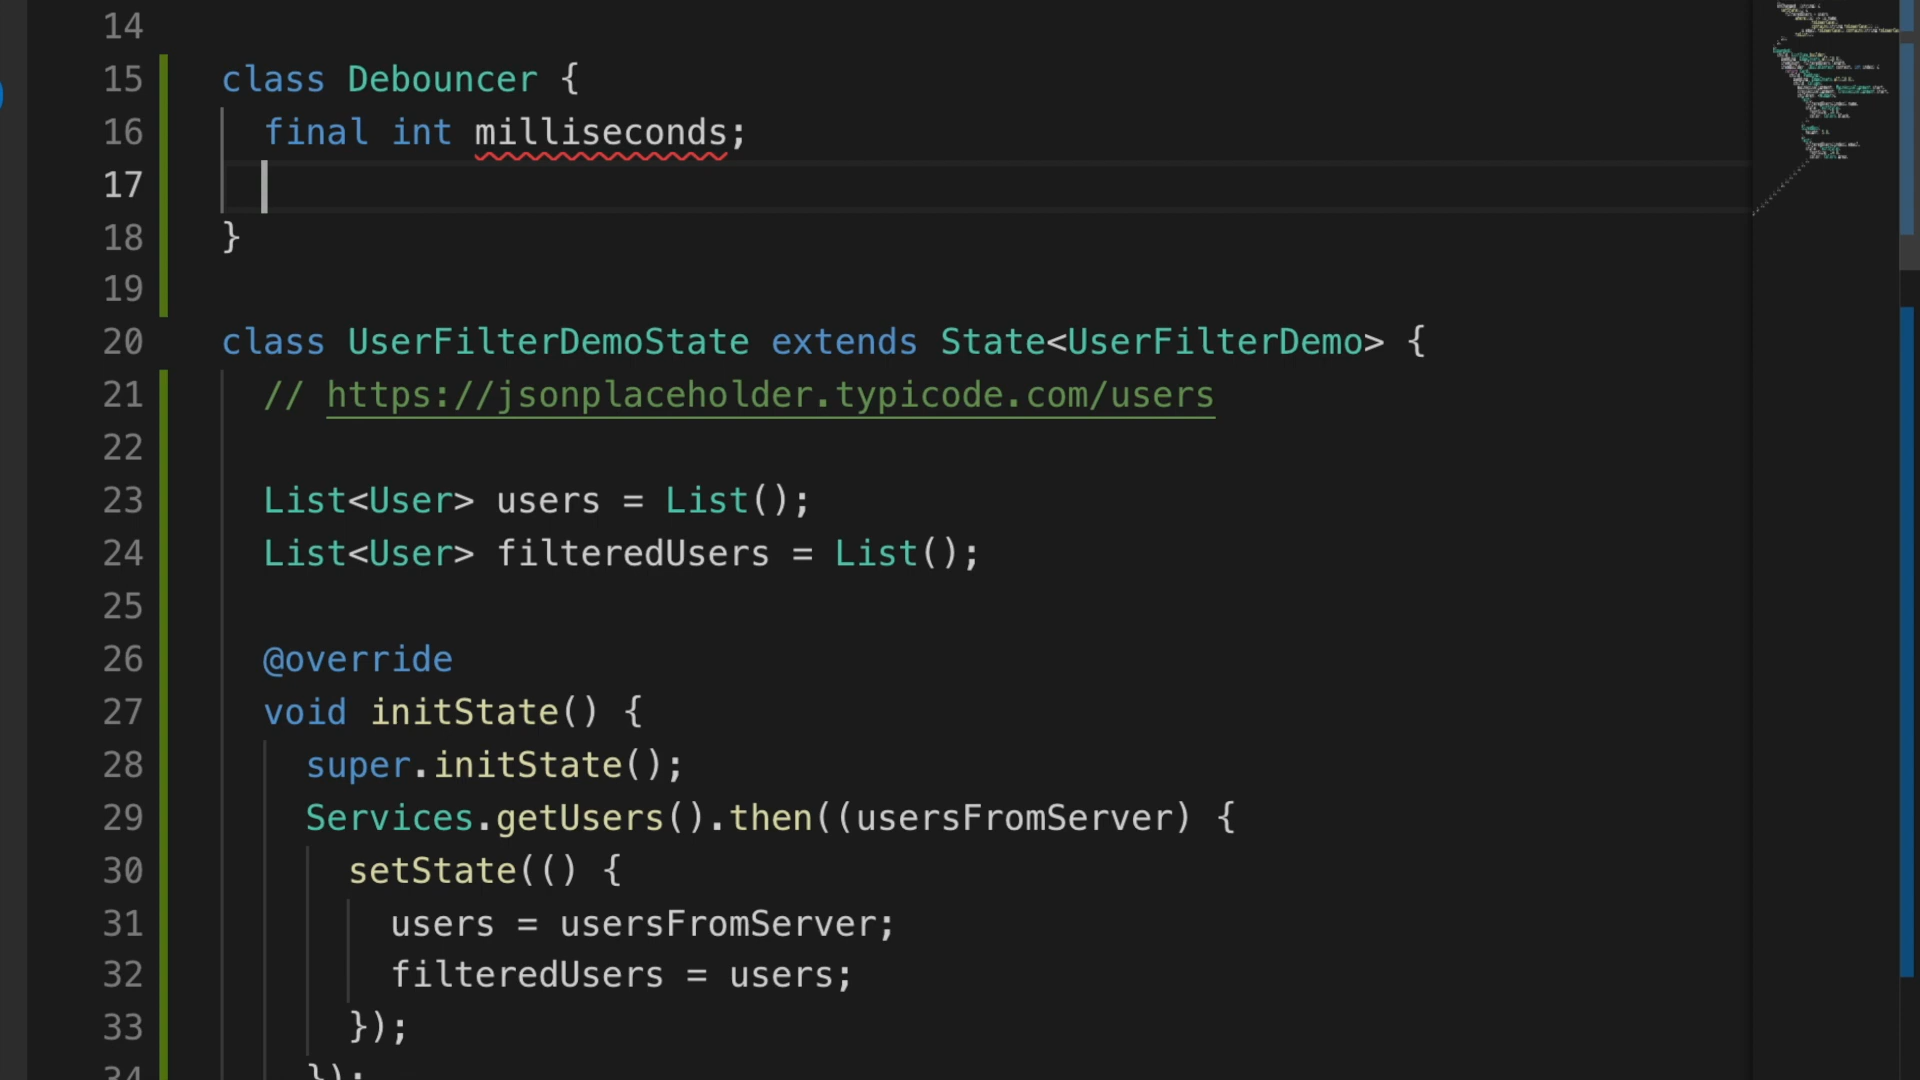 14
15 class Debouncer {
16 final int milliseconds;
17
18 }
19
20 class UserFilterDemoState extends State<UserFilterDemo> {
21 // https://jsonplaceholder.typicode.com/users
22
23 List<User> users = List();
24 List<User> filteredUsers = List();
25
26 @override
27 void initState() {
28 super.initState();
29 Services.getUsers().then((usersFromServer) {
30 setState(() {
31 users = usersFromServer;
32 filteredUsers = users;
33 });
34 });